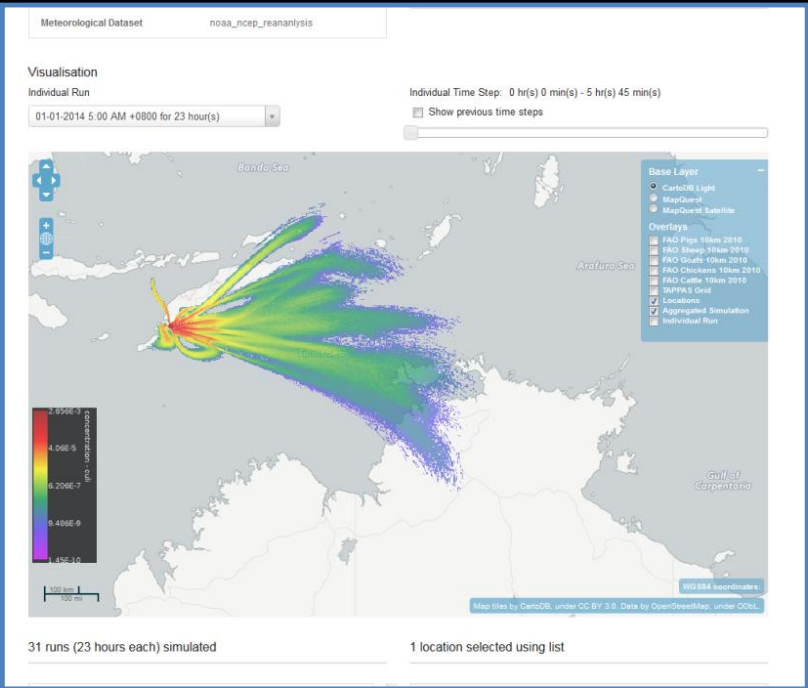 Meteorological Dataset noaa_ncep_reananlysis
Visualisation
Individual Run
01-01-2014 5:00 AM +0800 for 23 hour(s)
Individual Time Step: 0 hr(s) 0 min(s) - 5 hr(s) 45 min(s)
Show previous time steps
Banda Sea
Arafura Sea
Gulf of
Carpentaria
Base Layer
CartoDB Light
MapQuest
MapQuest Satellite
Overlays
FAO Pigs 10km 2010
FAO Sheep 10km 2010
FAO Goats 10km 2010
FAO Chickens 10km 2010
FAO Cattle 10km 2010
TAPPAS Grid
Locations
Aggregated Simulation
Individual Run
2.656E-3
4.06E-5
6.206E-7
9.486E-9
1.45E-10
concentration - culi
100 km
100 mi
WGS84 coordinates:
Map tiles by CartoDB, under CC BY 3.0. Data by OpenStreetMap, under ODbL.
31 runs (23 hours each) simulated
1 location selected using list